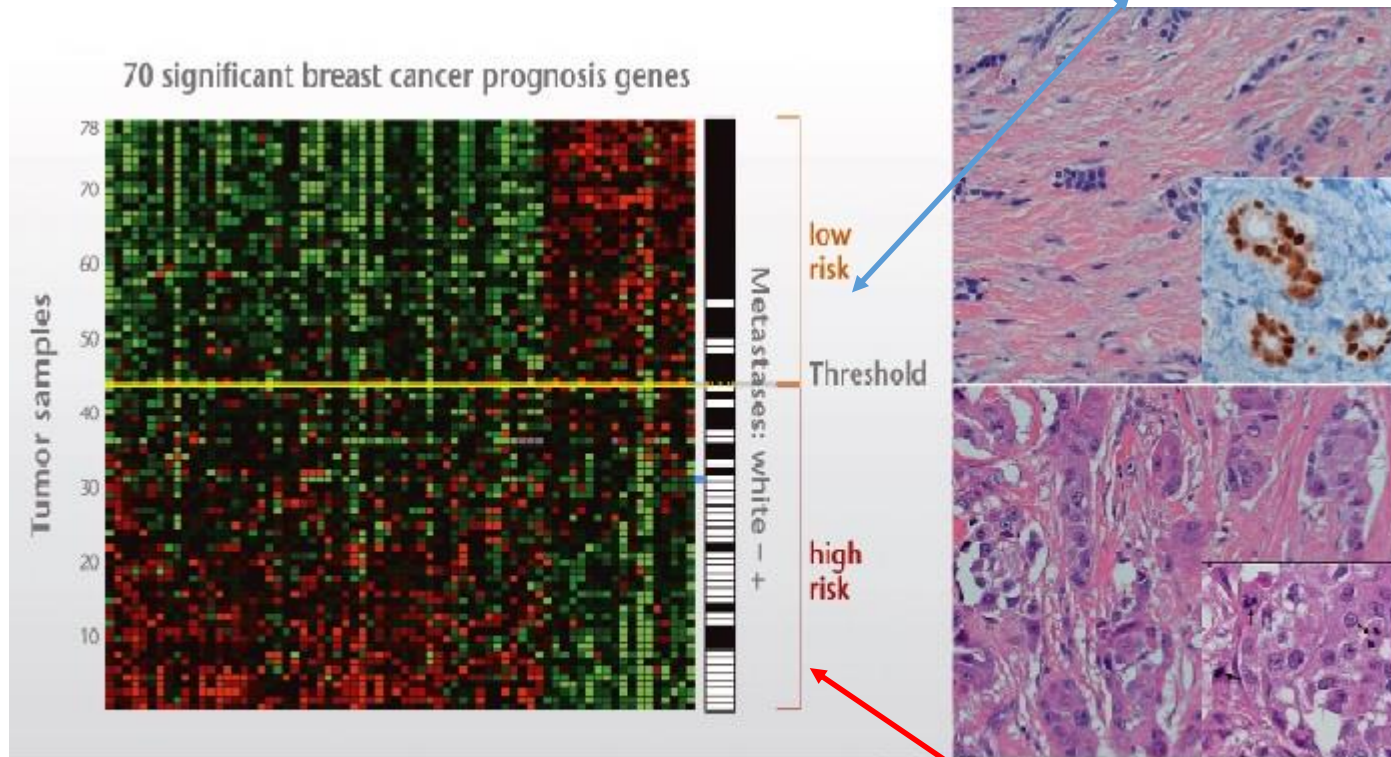 70 significant breast cancer prognosis genes
Tumor samples
78
70
60
50
40
30
20
10
Metastases: white — +
low
risk
Threshold
high
risk